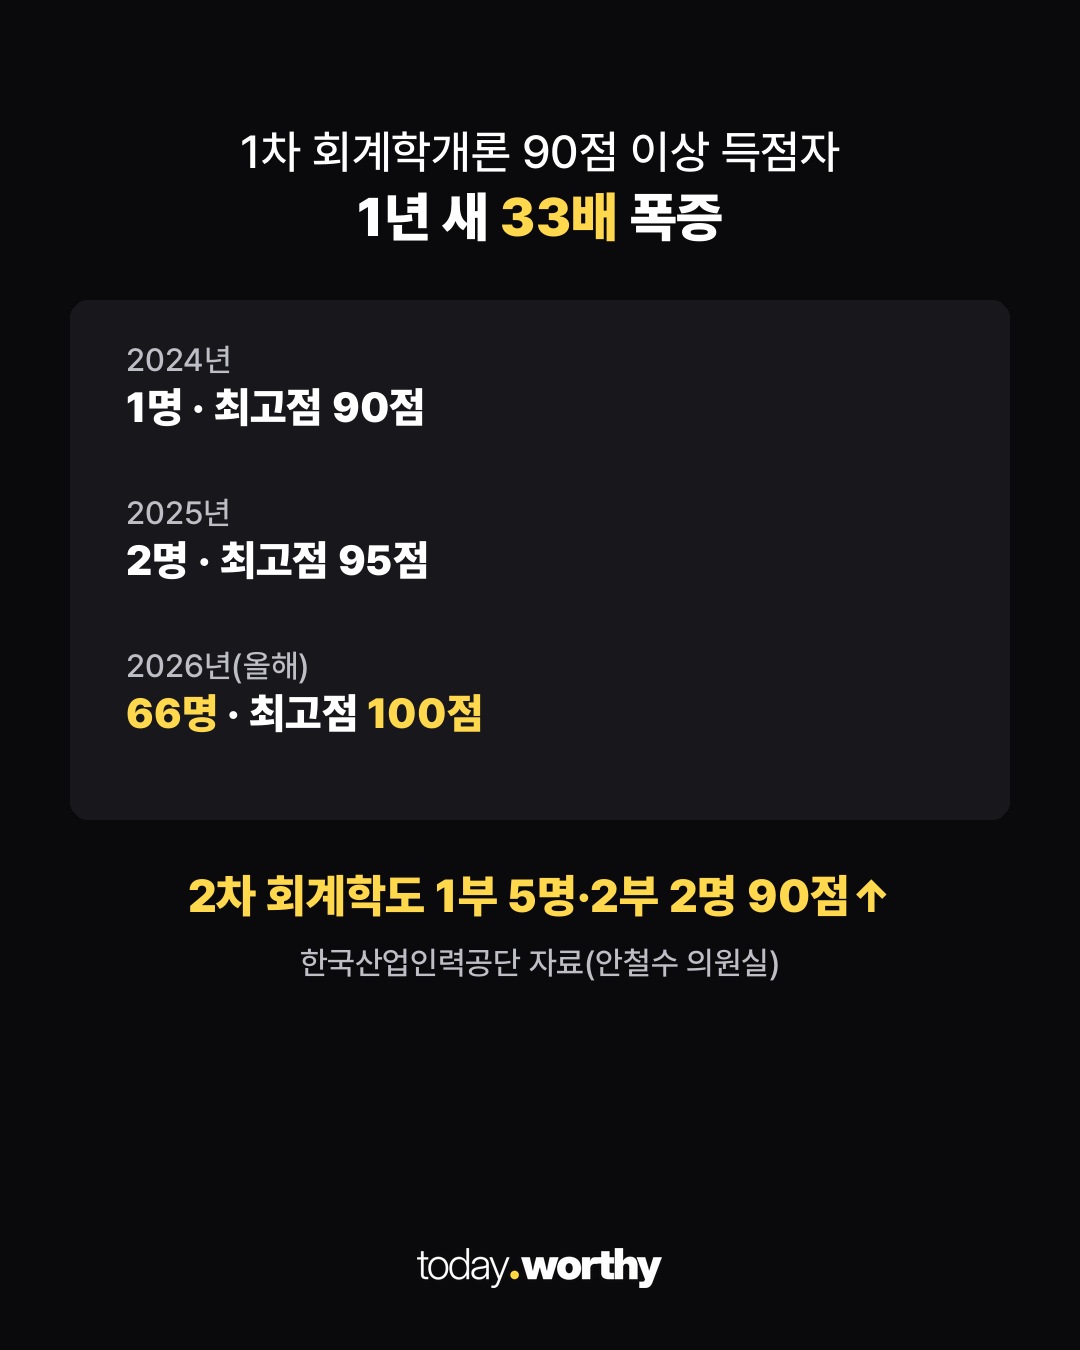 1차 회계학개론 90점 이상 득점자
1년 새 33배 폭증
2024년
1명 · 최고점 90점
2025년
2명 · 최고점 95점
2026년(올해)
66명 · 최고점 100점
2차 회계학도 1부 5명·2부 2명 90점↑
한국산업인력공단 자료(안철수 의원실)
today.worthy